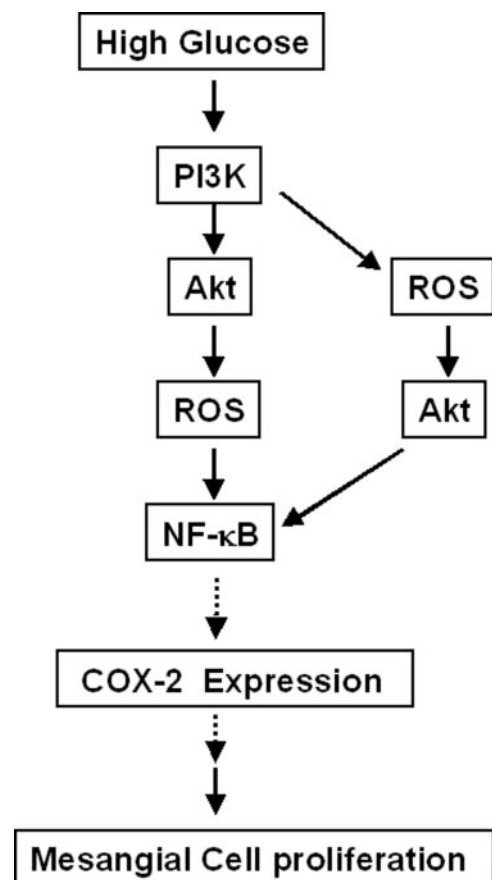 High Glucose
PI3K
Akt
ROS
ROS
Akt
NF-κB
COX-2 Expression
Mesangial Cell proliferation